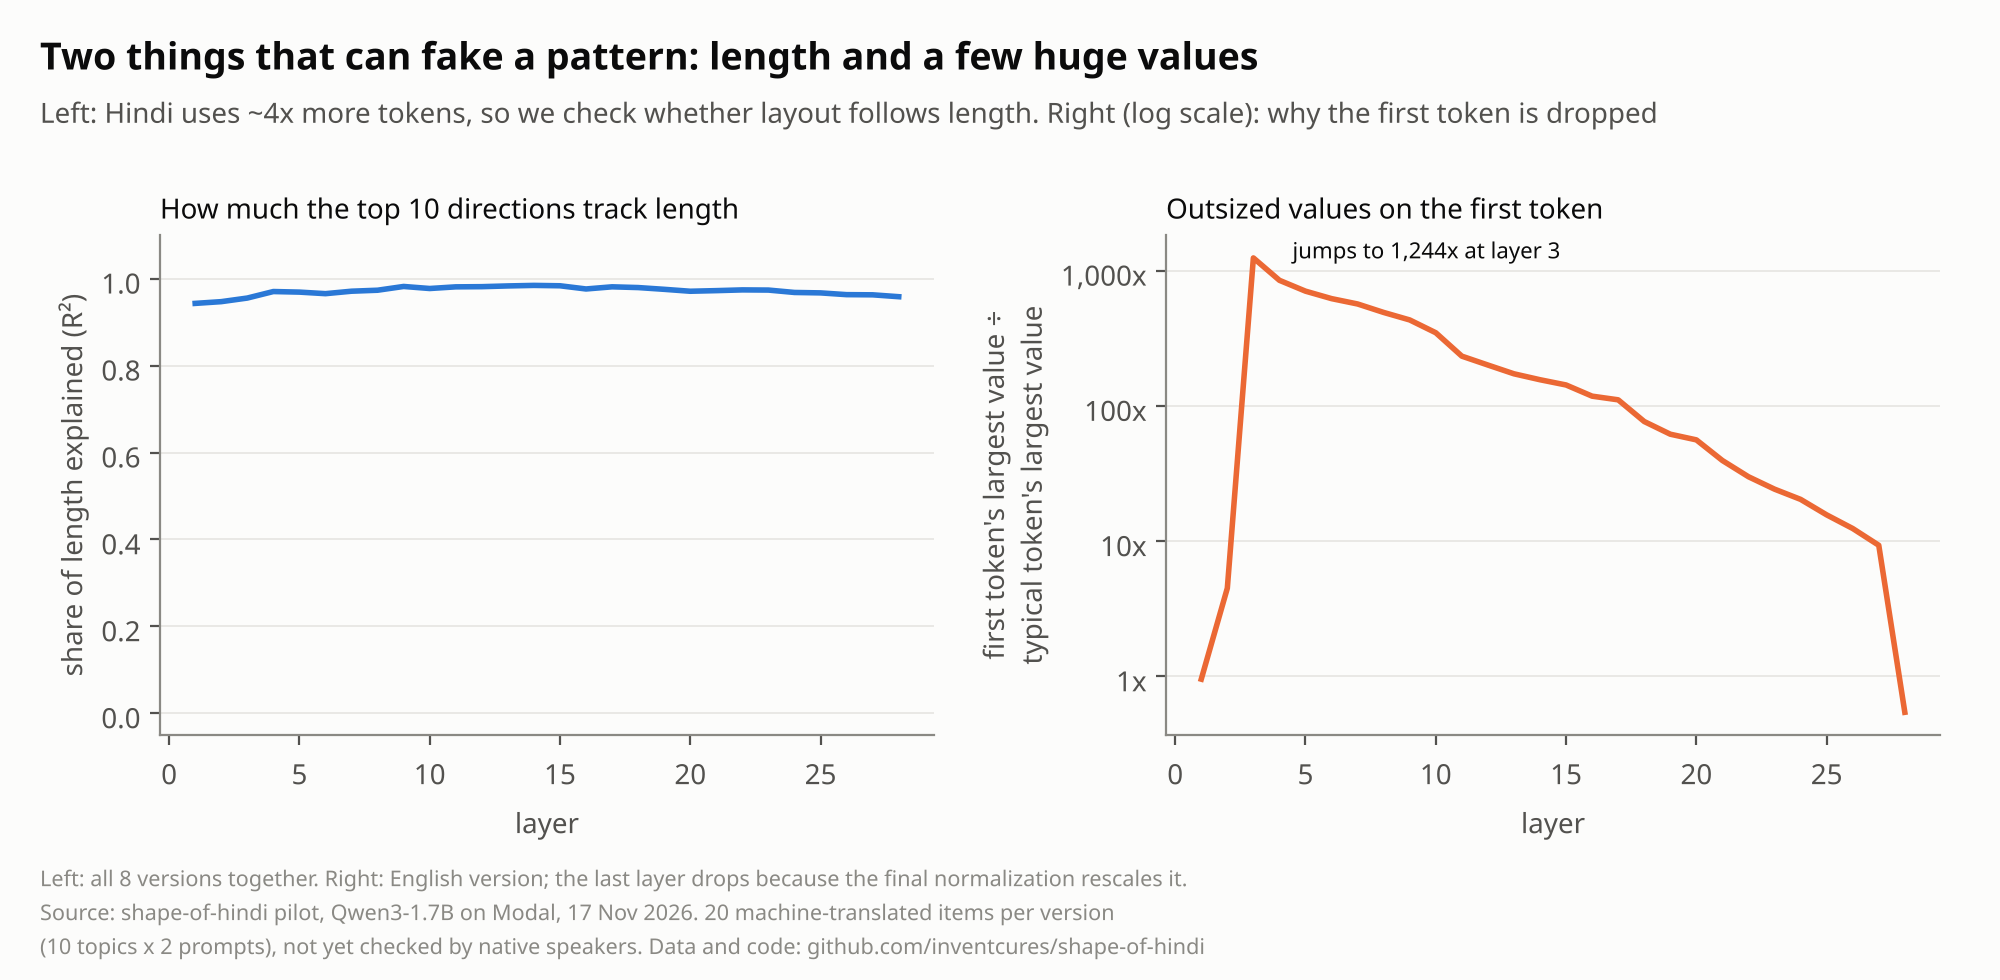 Two things that can fake a pattern: length and a few huge values
Left: Hindi uses ~4x more tokens, so we check whether layout follows length. Right (log scale): why the first token is dropped
How much the top 10 directions track length
share of length explained (R²)
1.0
0.8
0.6
0.4
0.2
0.0
0 5 10 15 20 25
layer
Outsized values on the first token
jumps to 1,244x at layer 3
first token's largest value ÷
typical token's largest value
1,000x
100x
10x
1x
0 5 10 15 20 25
layer
Left: all 8 versions together. Right: English version; the last layer drops because the final normalization rescales it.
Source: shape-of-hindi pilot, Qwen3-1.7B on Modal, 17 Nov 2026. 20 machine-translated items per version
(10 topics x 2 prompts), not yet checked by native speakers. Data and code: github.com/inventcures/shape-of-hindi